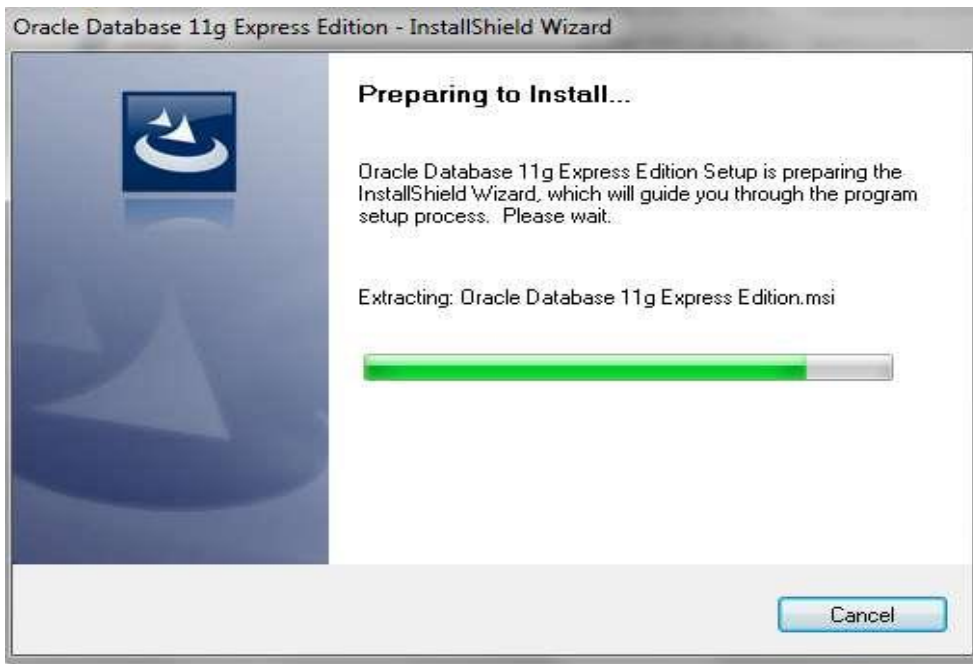 Oracle Database 11g Express Edition - InstallShield Wizard
Preparing to Install...
Oracle Database 11g Express Edition Setup is preparing the
InstallShield Wizard, which will guide you through the program
setup process.  Please wait.
Extracting: Oracle Database 11g Express Edition.msi
Cancel